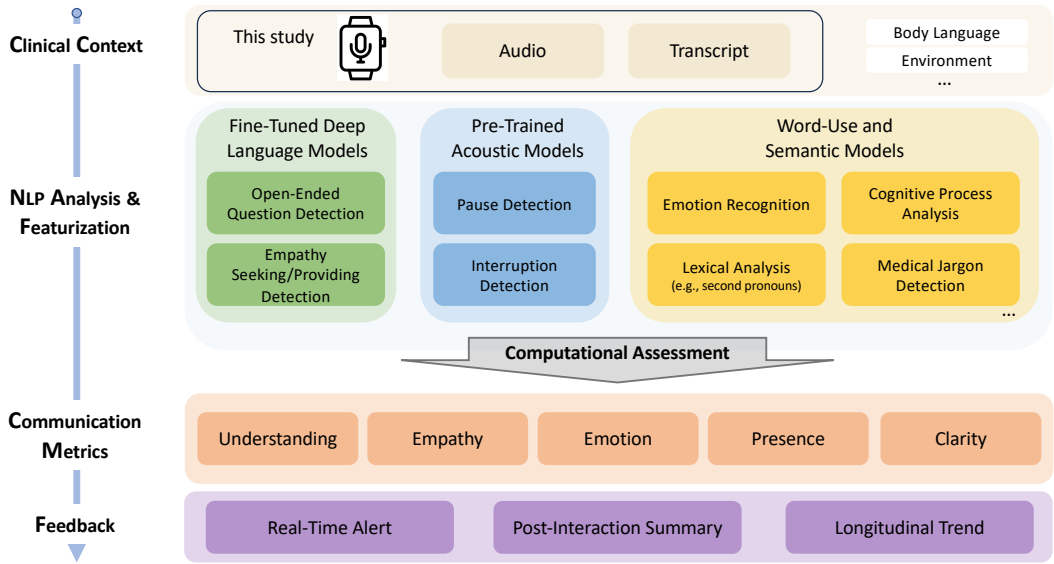 Clinical Context
This study
Audio
Transcript
Body Language
Environment
...
NLP Analysis &
Featurization
Fine-Tuned Deep
Language Models
Open-Ended
Question Detection
Empathy
Seeking/Providing
Detection
Pre-Trained
Acoustic Models
Pause Detection
Interruption
Detection
Word-Use and
Semantic Models
Emotion Recognition
Cognitive Process
Analysis
Lexical Analysis
(e.g., second pronouns)
Medical Jargon
Detection
...
Computational Assessment
Communication
Metrics
Understanding
Empathy
Emotion
Presence
Clarity
Feedback
Real-Time Alert
Post-Interaction Summary
Longitudinal Trend